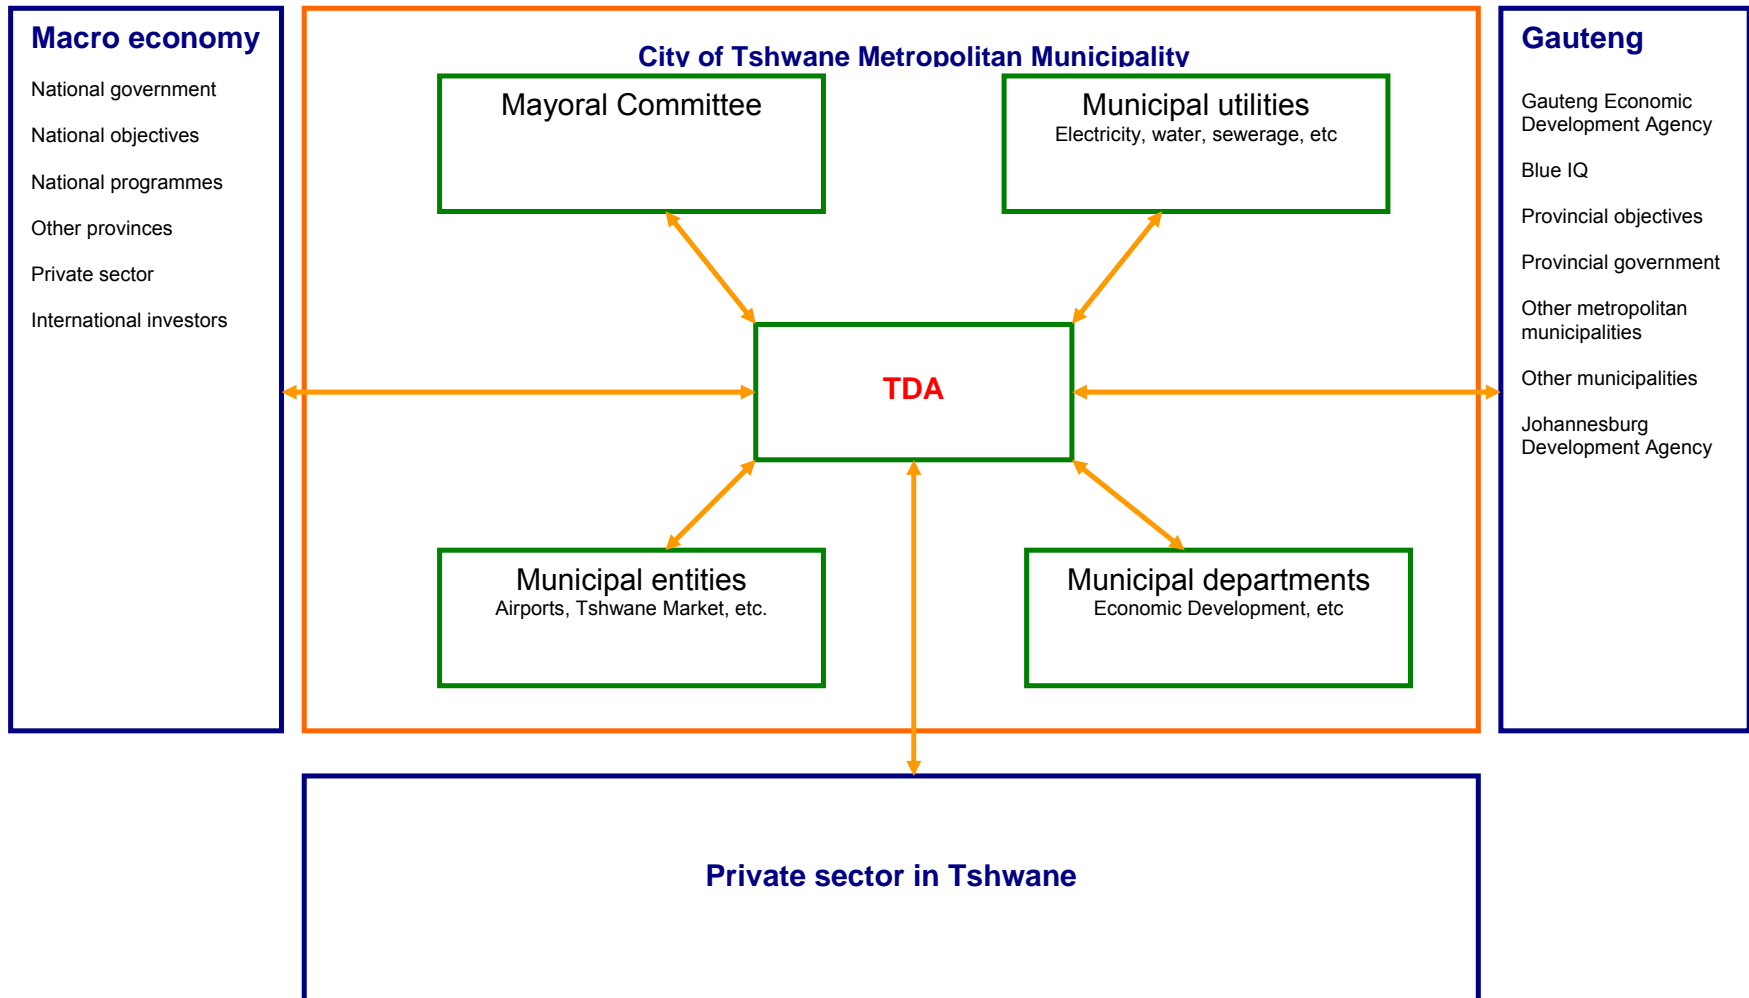 Macro economy
National government
National objectives
National programmes
Other provinces
Private sector
International investors
City of Tshwane Metropolitan Municipality
Mayoral Committee
Municipal utilities
Electricity, water, sewerage, etc
TDA
Municipal entities
Airports, Tshwane Market, etc.
Municipal departments
Economic Development, etc
Gauteng
Gauteng Economic
Development Agency
Blue IQ
Provincial objectives
Provincial government
Other metropolitan
municipalities
Other municipalities
Johannesburg
Development Agency
Private sector in Tshwane